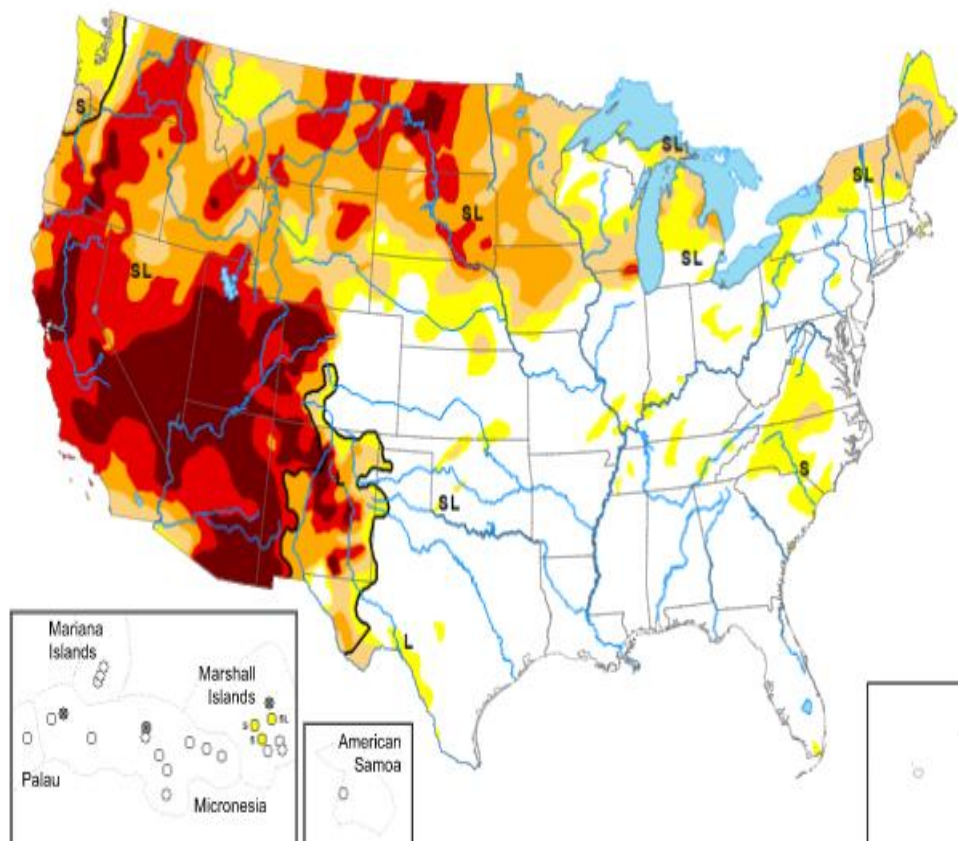 S
SL
SL
SL
SL
SL
S
L
SL
L
Mariana
Islands
Marshall
Islands
S
SL
S
Palau
Micronesia
American
Samoa